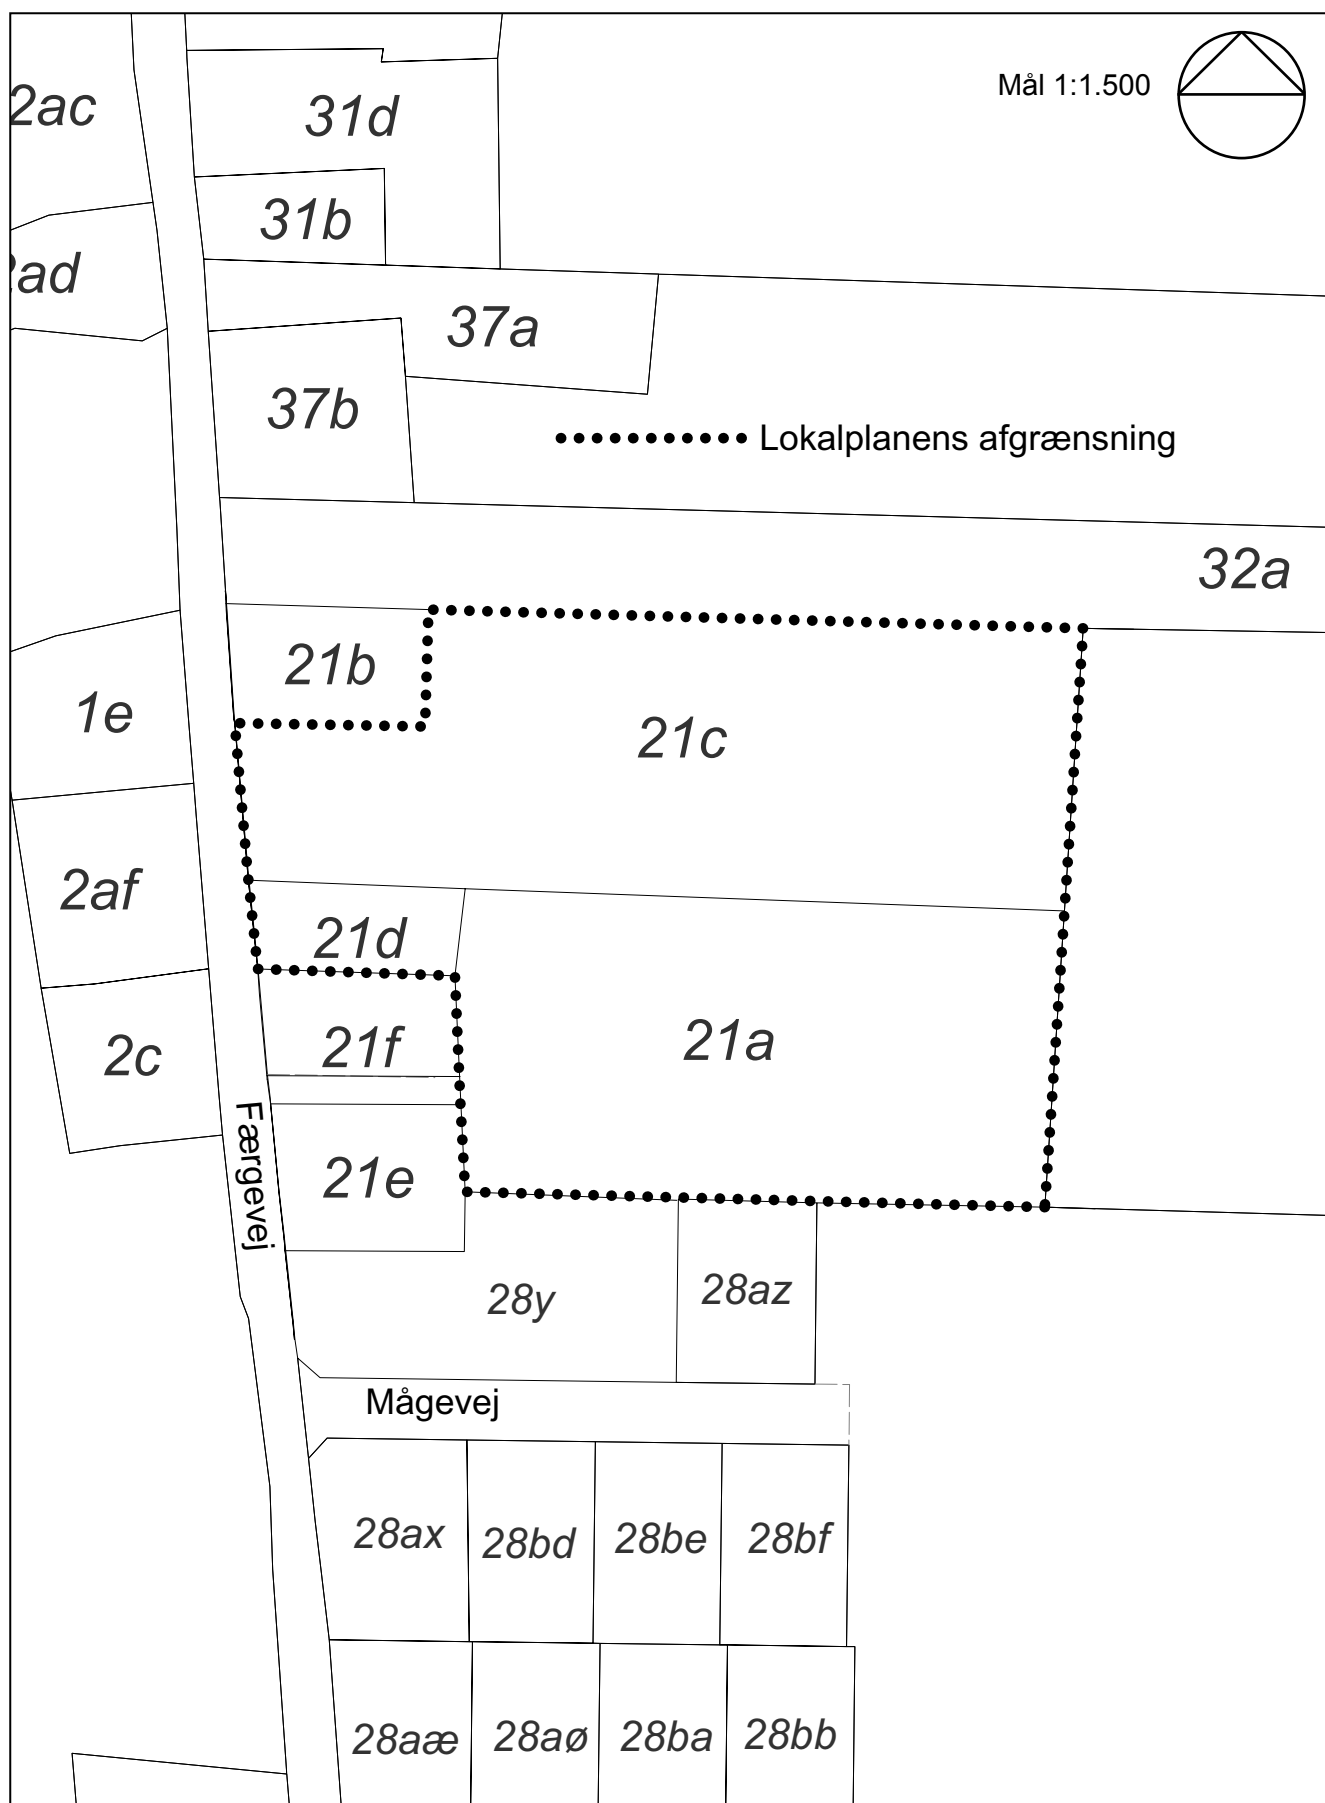 2ac
31d
Mål 1:1.500
31b
2ad
37a
37b
Lokalplanens afgrænsning
32a
21b
1e
21c
2af
21d
21f
21a
2c
Færgevej
21e
28y
28az
Mågevej
28ax
28bd
28be
28bf
28aæ
28aø
28ba
28bb